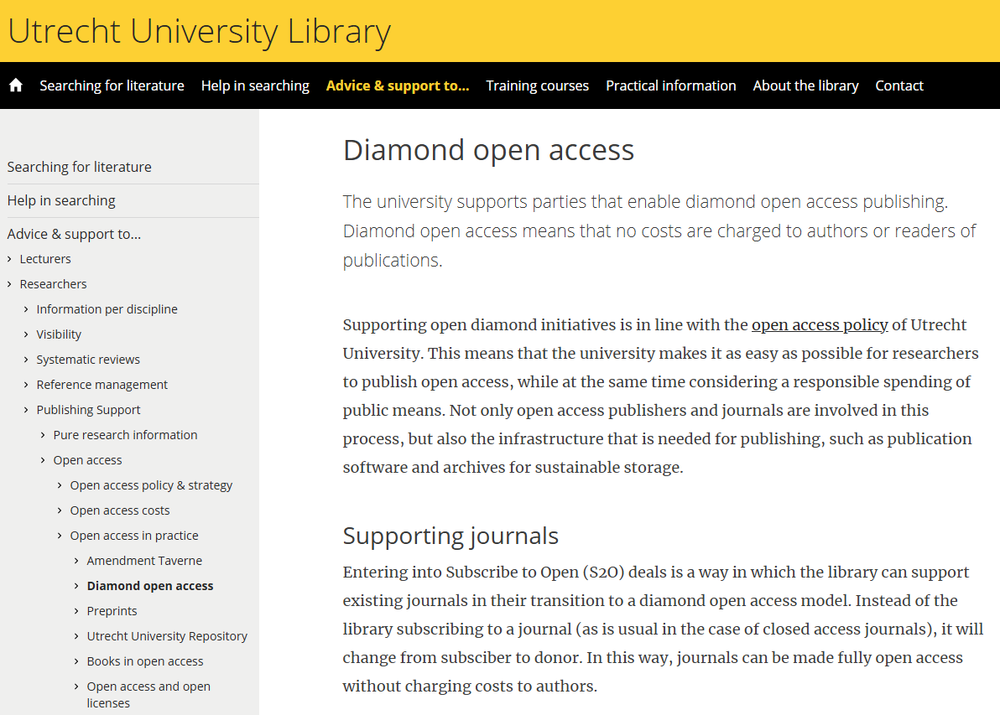 Utrecht University Library
Searching for literature Help in searching Advice & support to... Training courses Practical information About the library Contact
Searching for literature
Help in searching
Advice & support to...
Lecturers
Researchers
Information per discipline
Visibility
Systematic reviews
Reference management
Publishing Support
Pure research information
Open access
Open access policy & strategy
Open access costs
Open access in practice
Amendment Taverne
Diamond open access
Preprints
Utrecht University Repository
Books in open access
Open access and open
licenses
Diamond open access
The university supports parties that enable diamond open access publishing.
Diamond open access means that no costs are charged to authors or readers of
publications.
Supporting open diamond initiatives is in line with the open access policy of Utrecht
University. This means that the university makes it as easy as possible for researchers
to publish open access, while at the same time considering a responsible spending of
public means. Not only open access publishers and journals are involved in this
process, but also the infrastructure that is needed for publishing, such as publication
software and archives for sustainable storage.
Supporting journals
Entering into Subscribe to Open (S2O) deals is a way in which the library can support
existing journals in their transition to a diamond open access model. Instead of the
library subscribing to a journal (as is usual in the case of closed access journals), it will
change from subsciber to donor. In this way, journals can be made fully open access
without charging costs to authors.